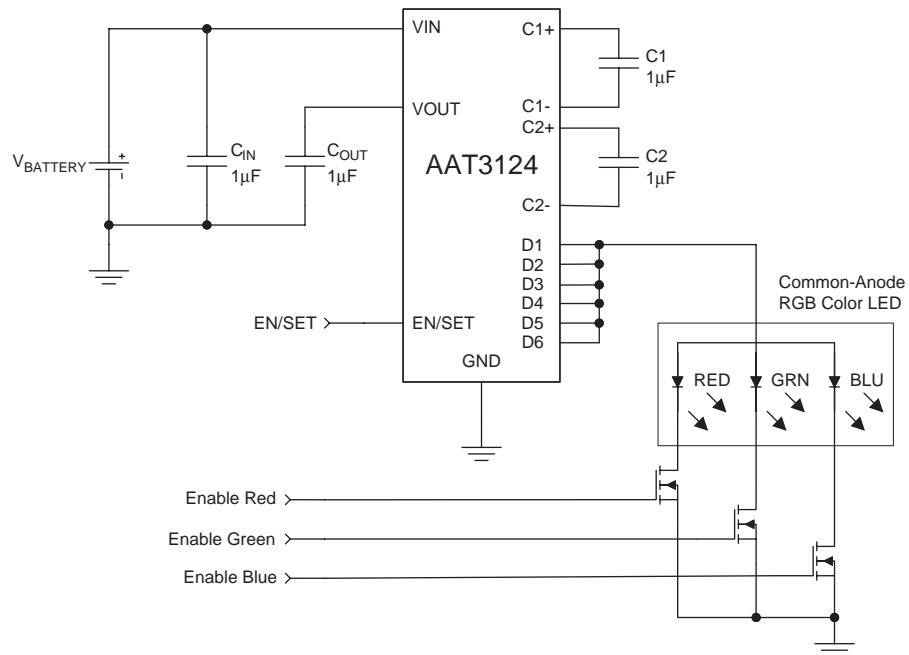 VIN
C1+
C1
1μF
VOUT
C1-
C2+
VBATTERY
+
-
CIN
1μF
COUT
1μF
AAT3124
C2
1μF
C2-
D1
D2
D3
D4
D5
D6
EN/SET
EN/SET
GND
Common-Anode
RGB Color LED
RED
GRN
BLU
Enable Red
Enable Green
Enable Blue